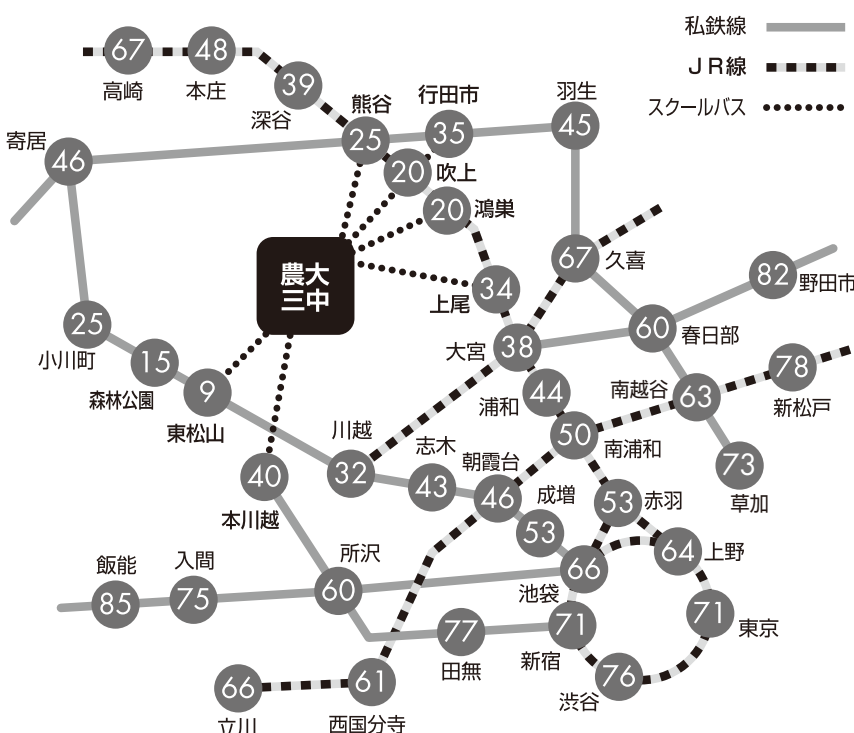 私鉄線
JR線
スクールバス
67
高崎
48
本庄
39
深谷
熊谷
25
行田市
35
羽生
45
寄居
46
20
吹上
20
鴻巣
67
久喜
農大
三中
34
上尾
82
野田市
25
小川町
15
森林公園
9
東松山
大宮
38
60
春日部
44
浦和
南越谷
63
78
新松戸
50
南浦和
73
草加
川越
32
志木
43
朝霞台
46
成増
53
53
赤羽
40
本川越
64
上野
66
池袋
飯能
85
入間
75
所沢
60
77
田無
71
新宿
71
東京
76
渋谷
66
立川
61
西国分寺